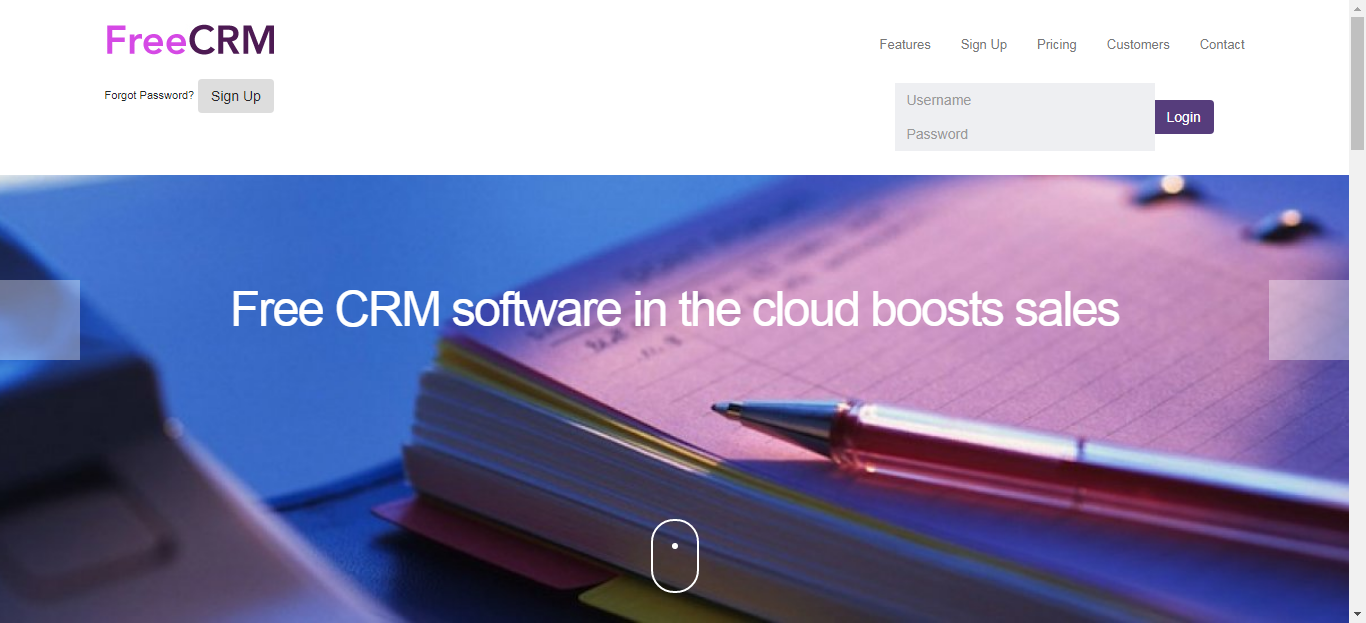 FreeCRM
Features Sign Up Pricing Customers Contact
Forgot Password? Sign Up
Username
Password
Login
Free CRM software in the cloud boosts sales